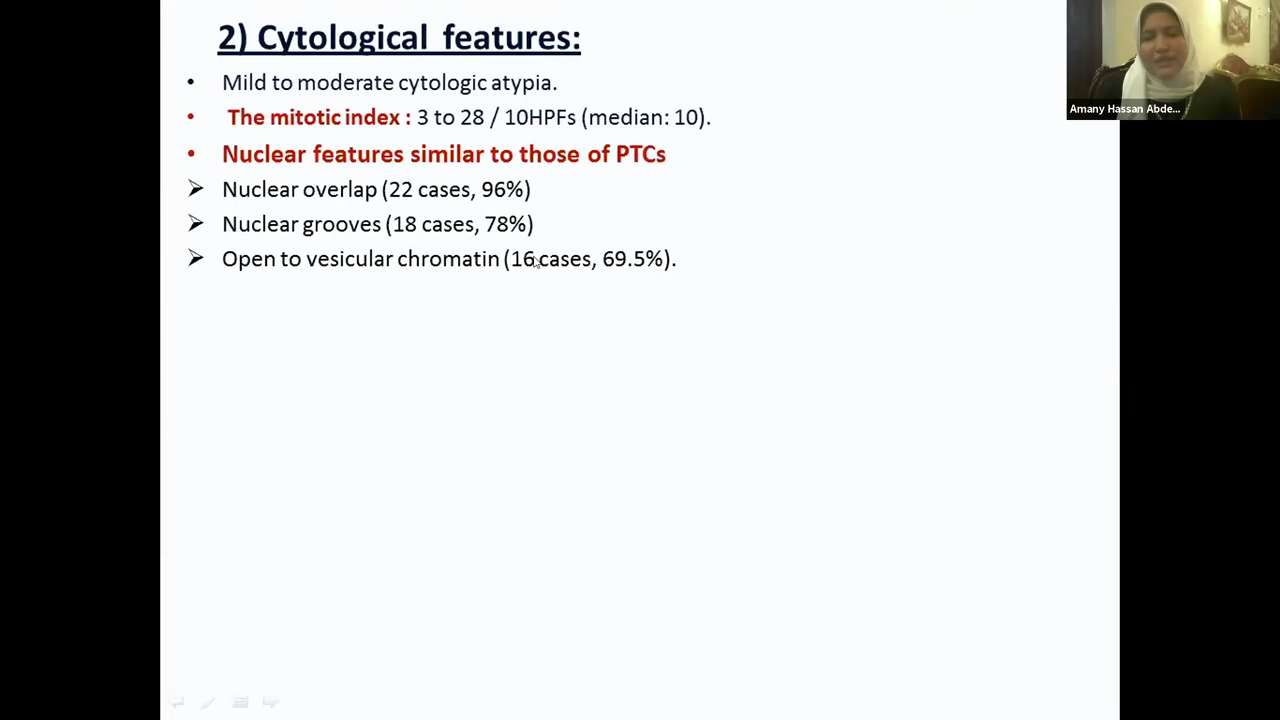 2) Cytological features:
• Mild to moderate cytologic atypia.
• The mitotic index : 3 to 28 / 10HPFs (median: 10).
• Nuclear features similar to those of PTCs
➢ Nuclear overlap (22 cases, 96%)
➢ Nuclear grooves (18 cases, 78%)
➢ Open to vesicular chromatin (16 cases, 69.5%).
Amany Hassan Abde...